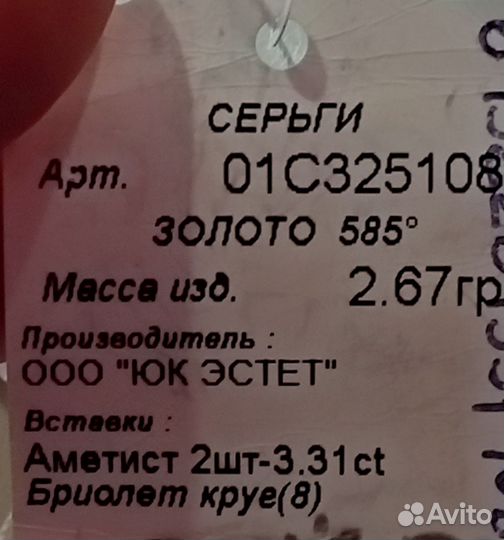 СЕРЬГИ
Арт. 01С325108
ЗОЛОТО 585°
Масса изд. 2.67гр
Производитель :
ООО "ЮК ЭСТЕТ"
Вставки :
Аметист 2шт-3.31ct
Бриолет круе(8)
Avito